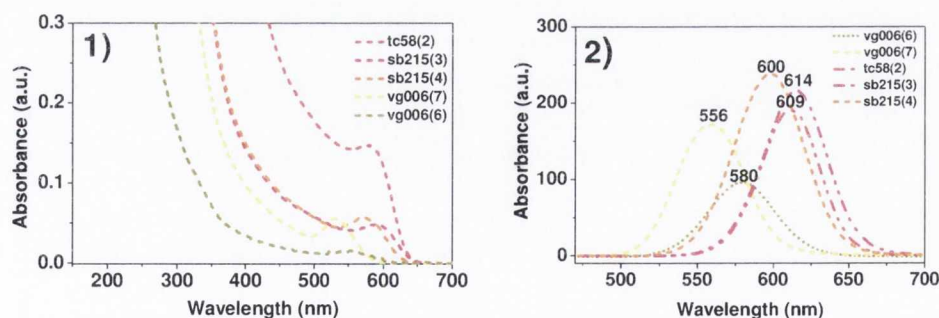 1)
0.3
0.2
0.1
0.0
Absorbance (a.u.)
200
300
400
500
600
700
Wavelength (nm)
tc58(2)
sb215(3)
sb215(4)
vg006(7)
vg006(6)
2)
300
200
100
0
Absorbance (a.u.)
500
550
600
650
700
Wavelength (nm)
556
580
600
614
609
vg006(6)
vg006(7)
tc58(2)
sb215(3)
sb215(4)